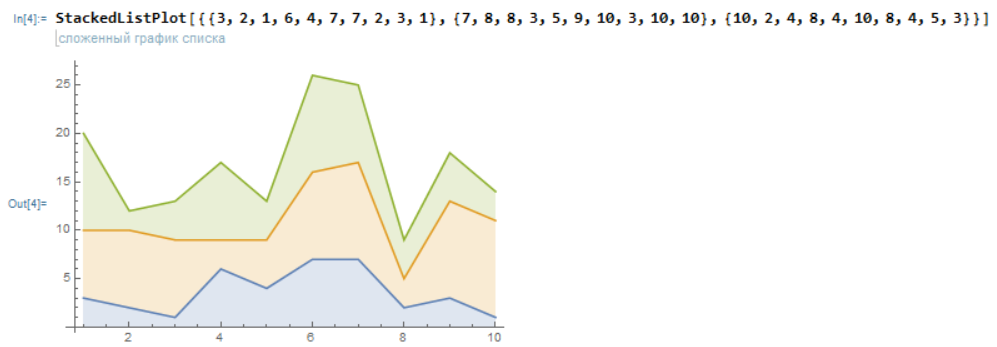 In[4]:= StackedListPlot[{{3, 2, 1, 6, 4, 7, 7, 2, 3, 1}, {7, 8, 8, 3, 5, 9, 10, 3, 10, 10}, {10, 2, 4, 8, 4, 10, 8, 4, 5, 3}}]
сложенный график списка
25
20
15
Out[4]=
10
5
2 4 6 8 10